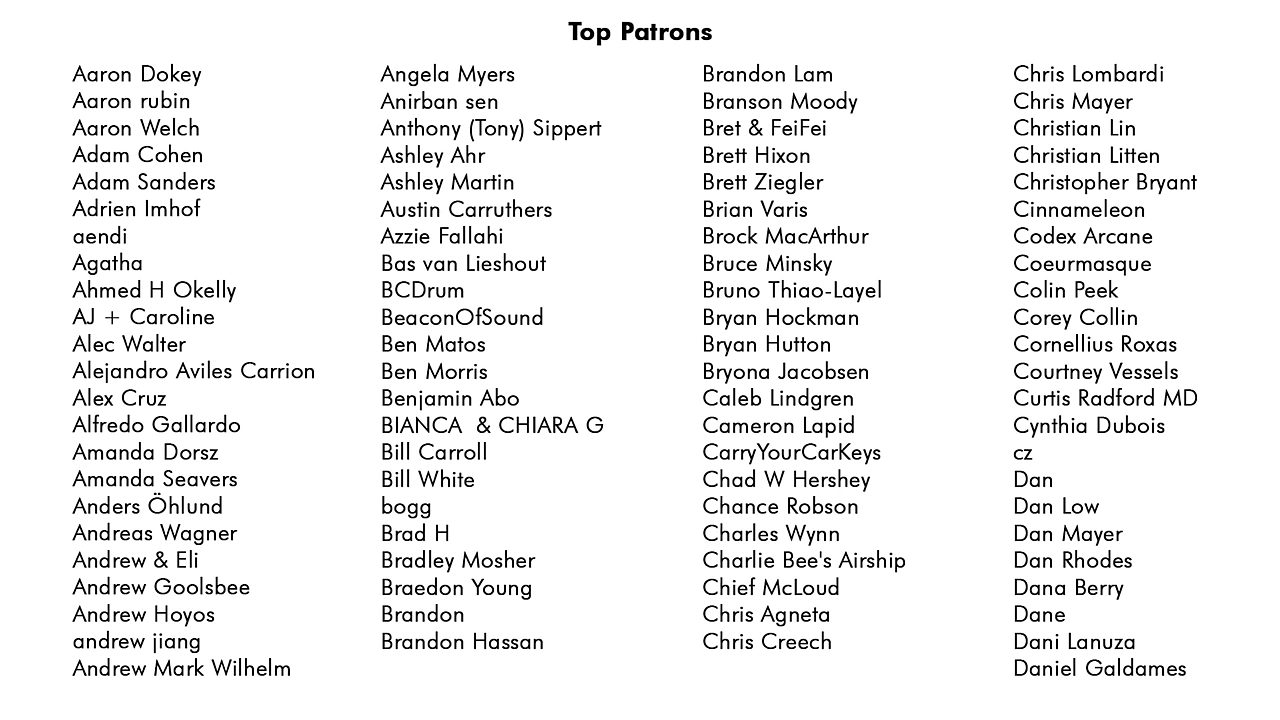 Top Patrons
Aaron Dokey
Aaron rubin
Aaron Welch
Adam Cohen
Adam Sanders
Adrien Imhof
aendi
Agatha
Ahmed H Okelly
AJ + Caroline
Alec Walter
Alejandro Aviles Carrion
Alex Cruz
Alfredo Gallardo
Amanda Dorsz
Amanda Seavers
Anders Öhlund
Andreas Wagner
Andrew & Eli
Andrew Goolsbee
Andrew Hoyos
andrew jiang
Andrew Mark Wilhelm
Angela Myers
Anirban sen
Anthony (Tony) Sippert
Ashley Ahr
Ashley Martin
Austin Carruthers
Azzie Fallahi
Bas van Lieshout
BCDrum
BeaconOfSound
Ben Matos
Ben Morris
Benjamin Abo
BIANCA  & CHIARA G
Bill Carroll
Bill White
bogg
Brad H
Bradley Mosher
Braedon Young
Brandon
Brandon Hassan
Brandon Lam
Branson Moody
Bret & FeiFei
Brett Hixon
Brett Ziegler
Brian Varis
Brock MacArthur
Bruce Minsky
Bruno Thiao-Layel
Bryan Hockman
Bryan Hutton
Bryona Jacobsen
Caleb Lindgren
Cameron Lapid
CarryYourCarKeys
Chad W Hershey
Chance Robson
Charles Wynn
Charlie Bee's Airship
Chief McLoud
Chris Agneta
Chris Creech
Chris Lombardi
Chris Mayer
Christian Lin
Christian Litten
Christopher Bryant
Cinnameleon
Codex Arcane
Coeurmasque
Colin Peek
Corey Collin
Cornellius Roxas
Courtney Vessels
Curtis Radford MD
Cynthia Dubois
cz
Dan
Dan Low
Dan Mayer
Dan Rhodes
Dana Berry
Dane
Dani Lanuza
Daniel Galdames